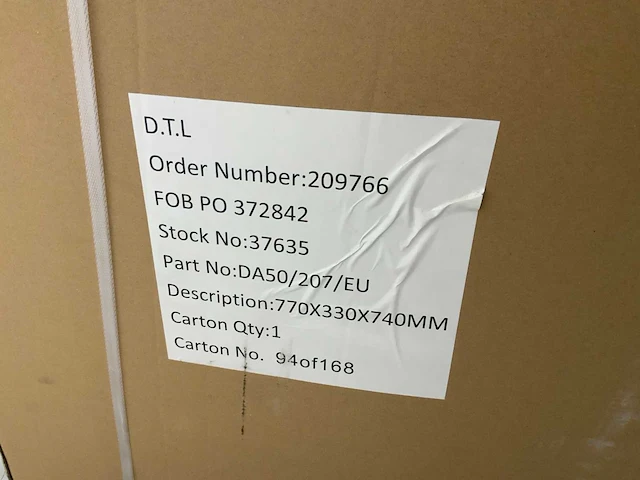 D.T.L
Order Number:209766
FOB PO 372842
Stock No:37635
Part No:DA50/207/EU
Description:770X330X740MM
Carton Qty:1
Carton No. 94of168